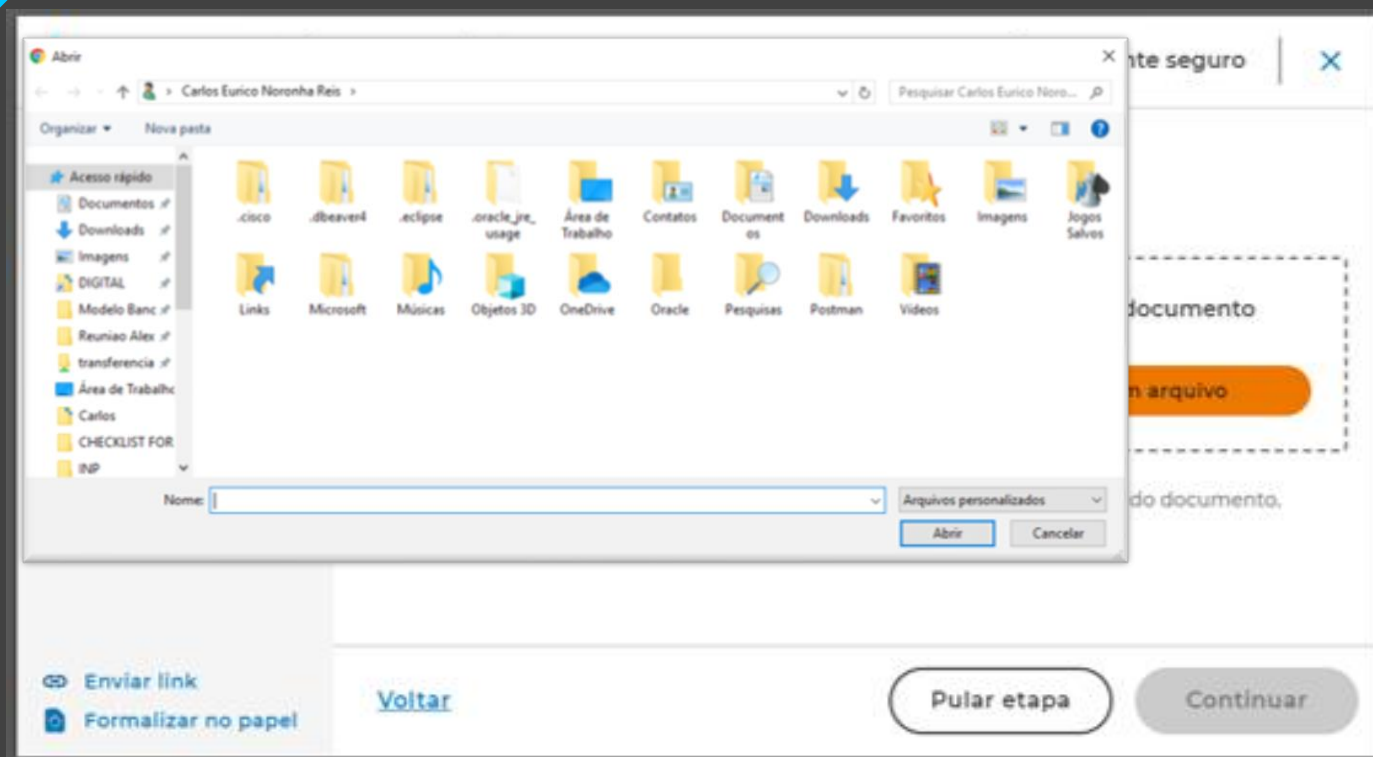 Abrir
Carlos Eurico Noronha Reis
Pesquisar Carlos Eurico Noro...
nte seguro
Organizar
Nova pasta
Acesso rápido
Documentos
Downloads
Imagens
DIGITAL
Modelo Banc
Reuniao Alex
transferencia
Área de Trabalho
Carlos
CHECKLIST FOR
INP
.cisco
.dbeaver4
.eclipse
.oracle_jre_
usage
Área de
Trabalho
Contatos
Document
os
Downloads
Favoritos
Imagens
Jogos
Salvos
Links
Microsoft
Músicas
Objetos 3D
OneDrive
Oracle
Pesquisas
Postman
Vídeos
documento
m arquivo
do documento.
Nome:
Arquivos personalizados
Abrir
Cancelar
Enviar link
Formalizar no papel
Voltar
Pular etapa
Continuar